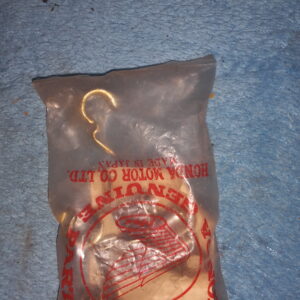 HONDA MOTOR CO. LTD.
MADE IN JAPAN
GENUINE